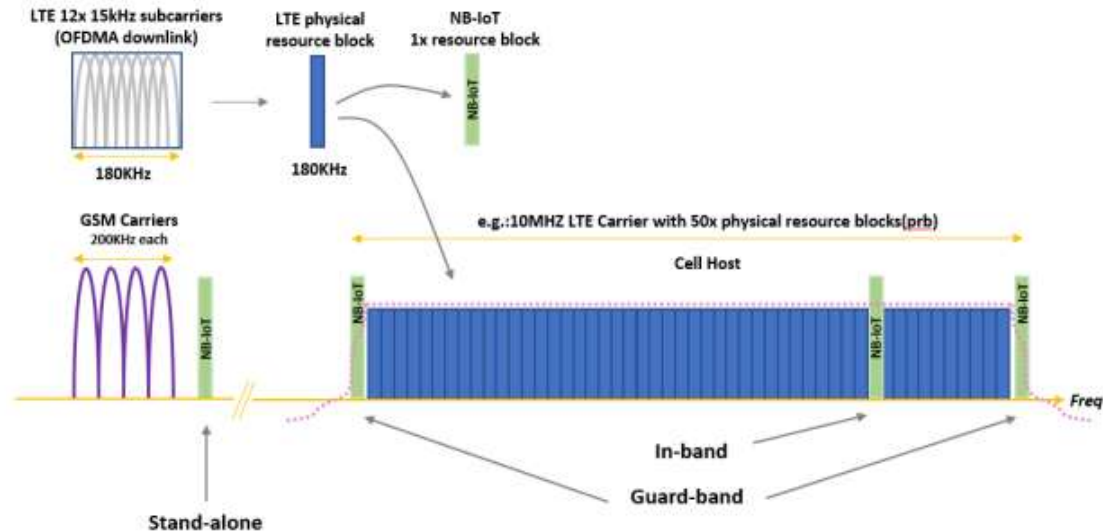 LTE 12x 15kHz subcarriers
(OFDMA downlink)
LTE physical
resource block
NB-IoT
1x resource block
NB-IoT
180KHz
180KHz
GSM Carriers
200KHz each
e.g.:10MHZ LTE Carrier with 50x physical resource blocks(prb)
Cell Host
NB-IoT
NB-IoT
NB-IoT
NB-IoT
Freq
In-band
Guard-band
Stand-alone